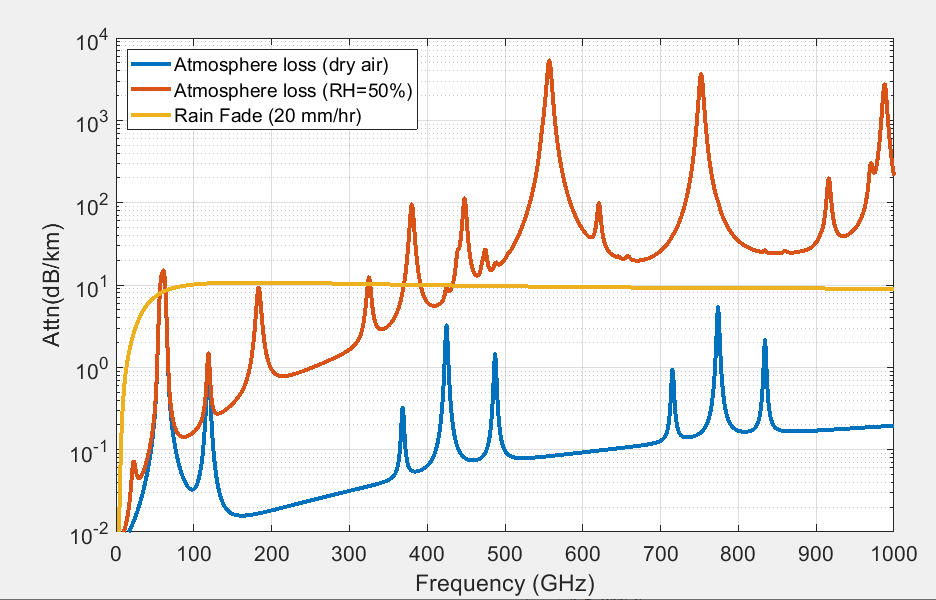 10^4
10^3
10^2
10^1
10^0
10^-1
10^-2
Attn(dB/km)
Atmosphere loss (dry air)
Atmosphere loss (RH=50%)
Rain Fade (20 mm/hr)
0 100 200 300 400 500 600 700 800 900 1000
Frequency (GHz)